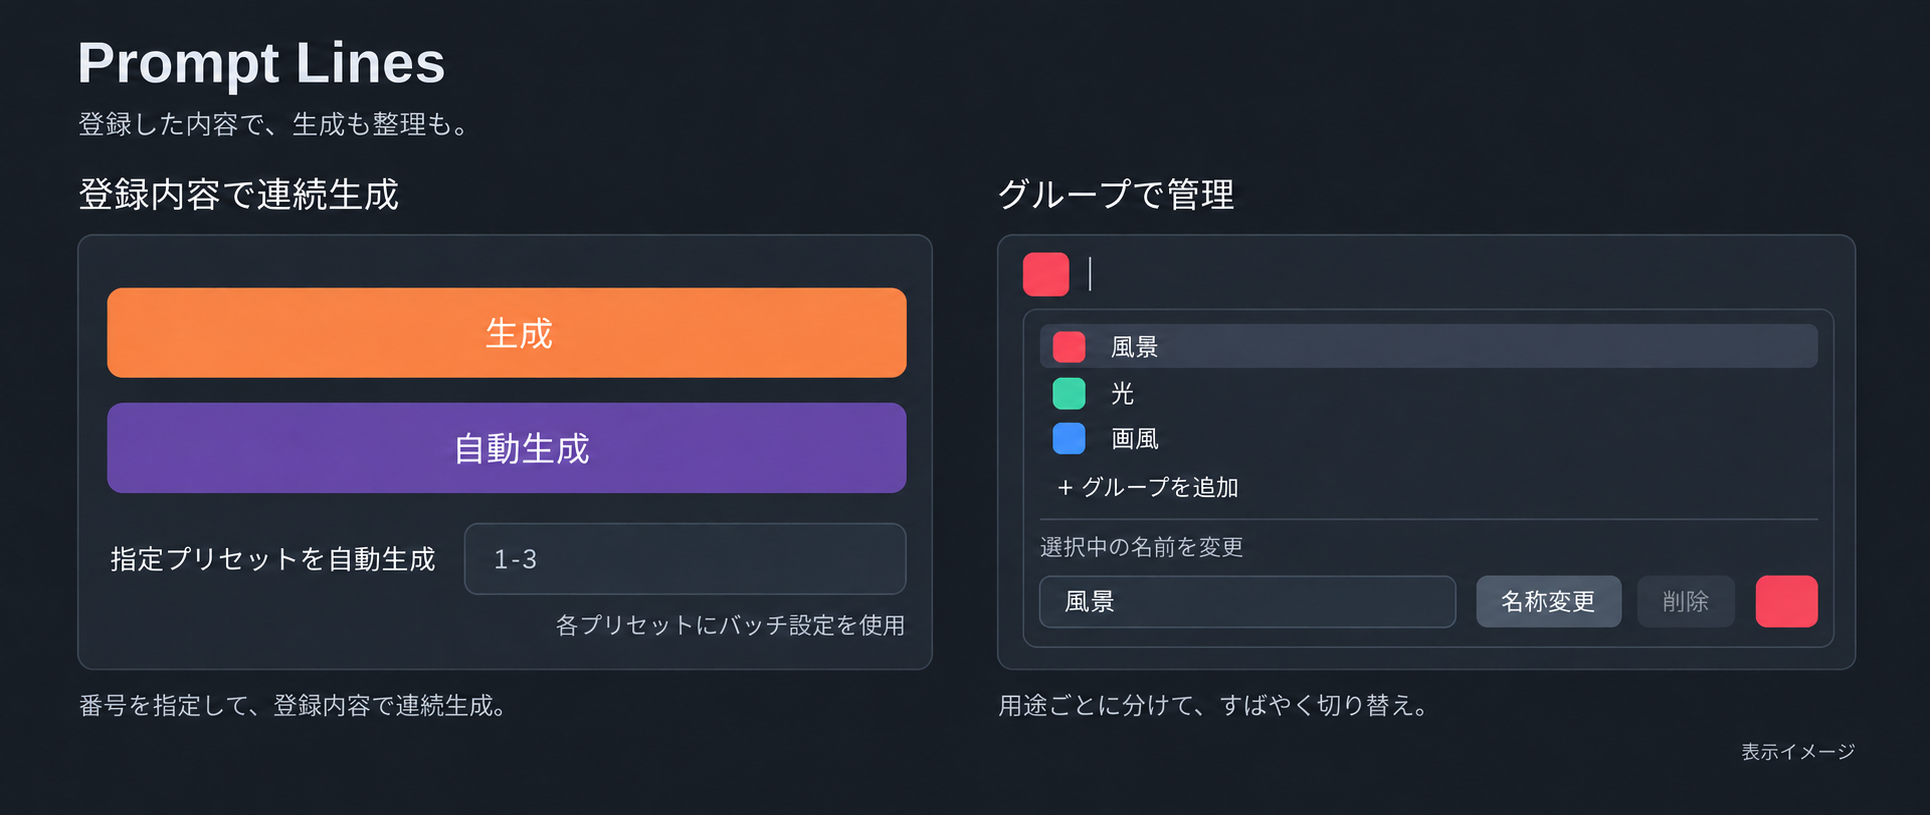 Prompt Lines
登録した内容で、生成も整理も。
登録内容で連続生成
生成
自動生成
指定プリセットを自動生成
1-3
各プリセットにバッチ設定を使用
番号を指定して、登録内容で連続生成。
グループで管理
風景
光
画風
+ グループを追加
選択中の名前を変更
風景
名称変更
削除
用途ごとに分けて、すばやく切り替え。
表示イメージ